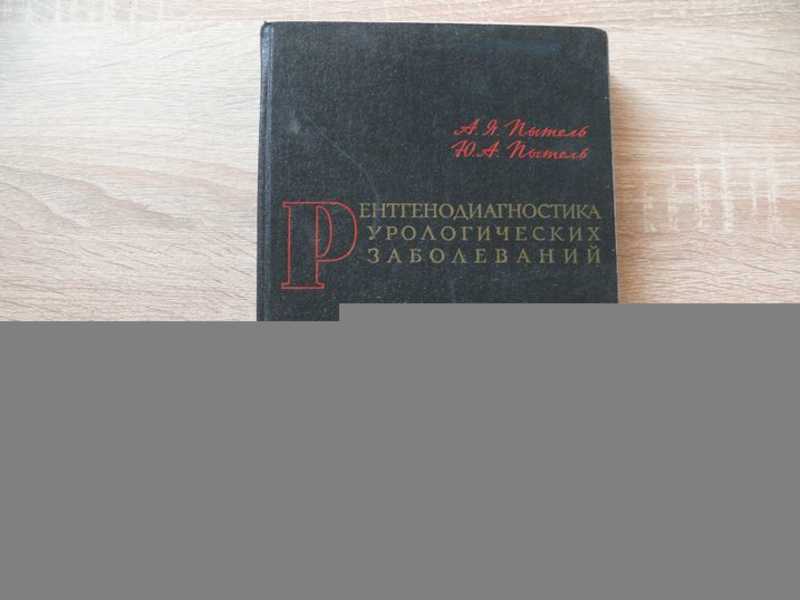 А. Я. Пытель
Ю. А. Пытель
РЕНТГЕНОДИАГНОСТИКА
УРОЛОГИЧЕСКИХ
ЗАБОЛЕВАНИЙ